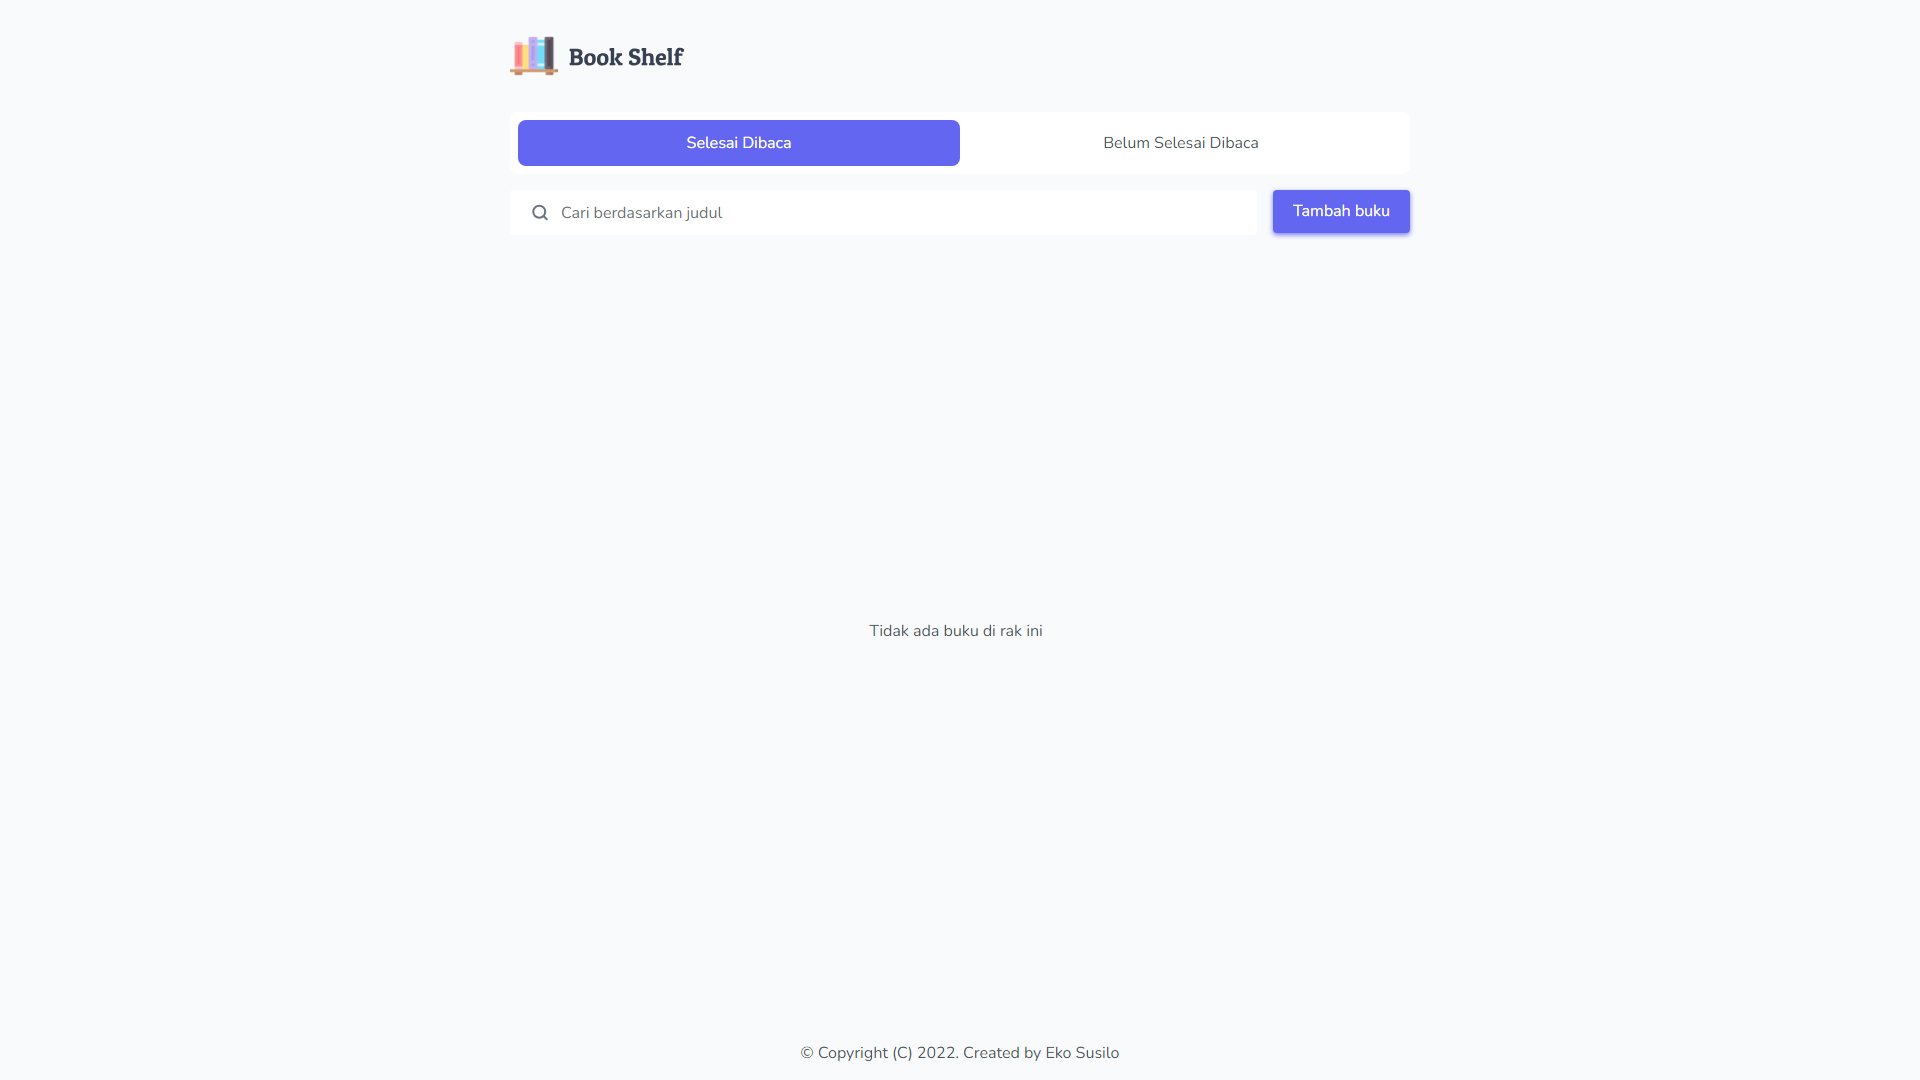 Book Shelf
Selesai Dibaca
Belum Selesai Dibaca
Cari berdasarkan judul
Tambah buku
Tidak ada buku di rak ini
© Copyright (C) 2022. Created by Eko Susilo